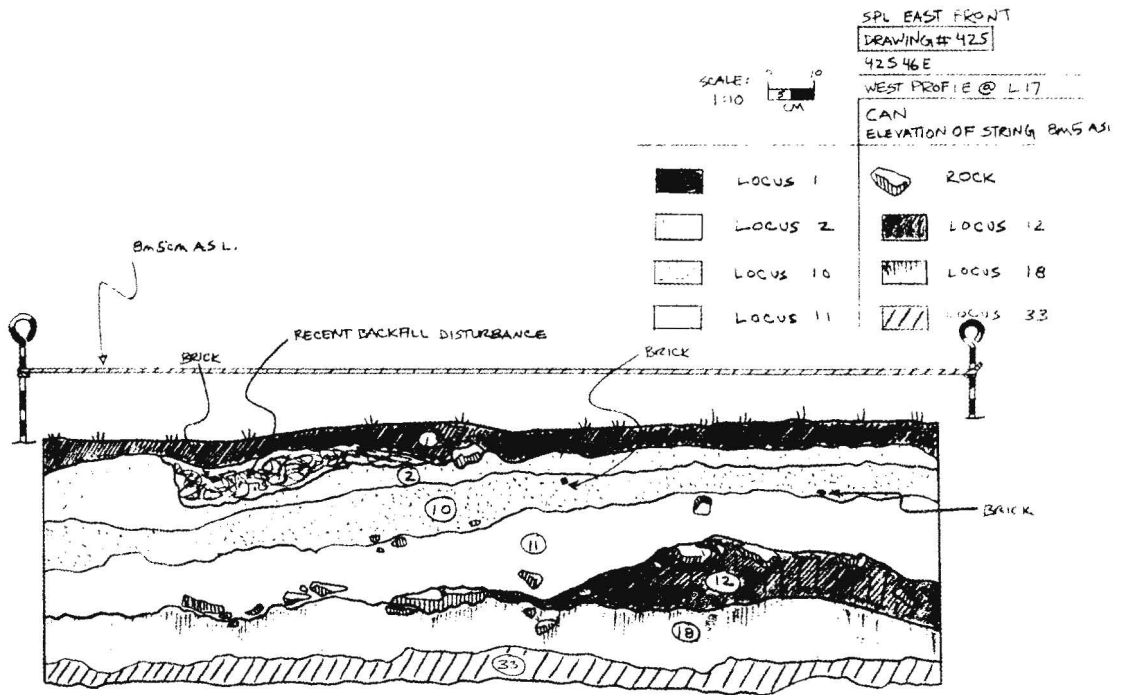 SPL EAST FRONT
DRAWING # 425
42S 46E
WEST PROFIE @ L17
CAN
ELEVATION OF STRING 8m5 ASl
SCALE:
1:10
0 10
5
CM
LOCUS 1
LOCUS 2
LOCUS 10
LOCUS 11
ROCK
LOCUS 12
LOCUS 18
LOCUS 33
8m5cm A.S.L.
RECENT BACKFILL DISTURBANCE
BRICK
BRICK
BRICK
1
2
10
11
12
18
33